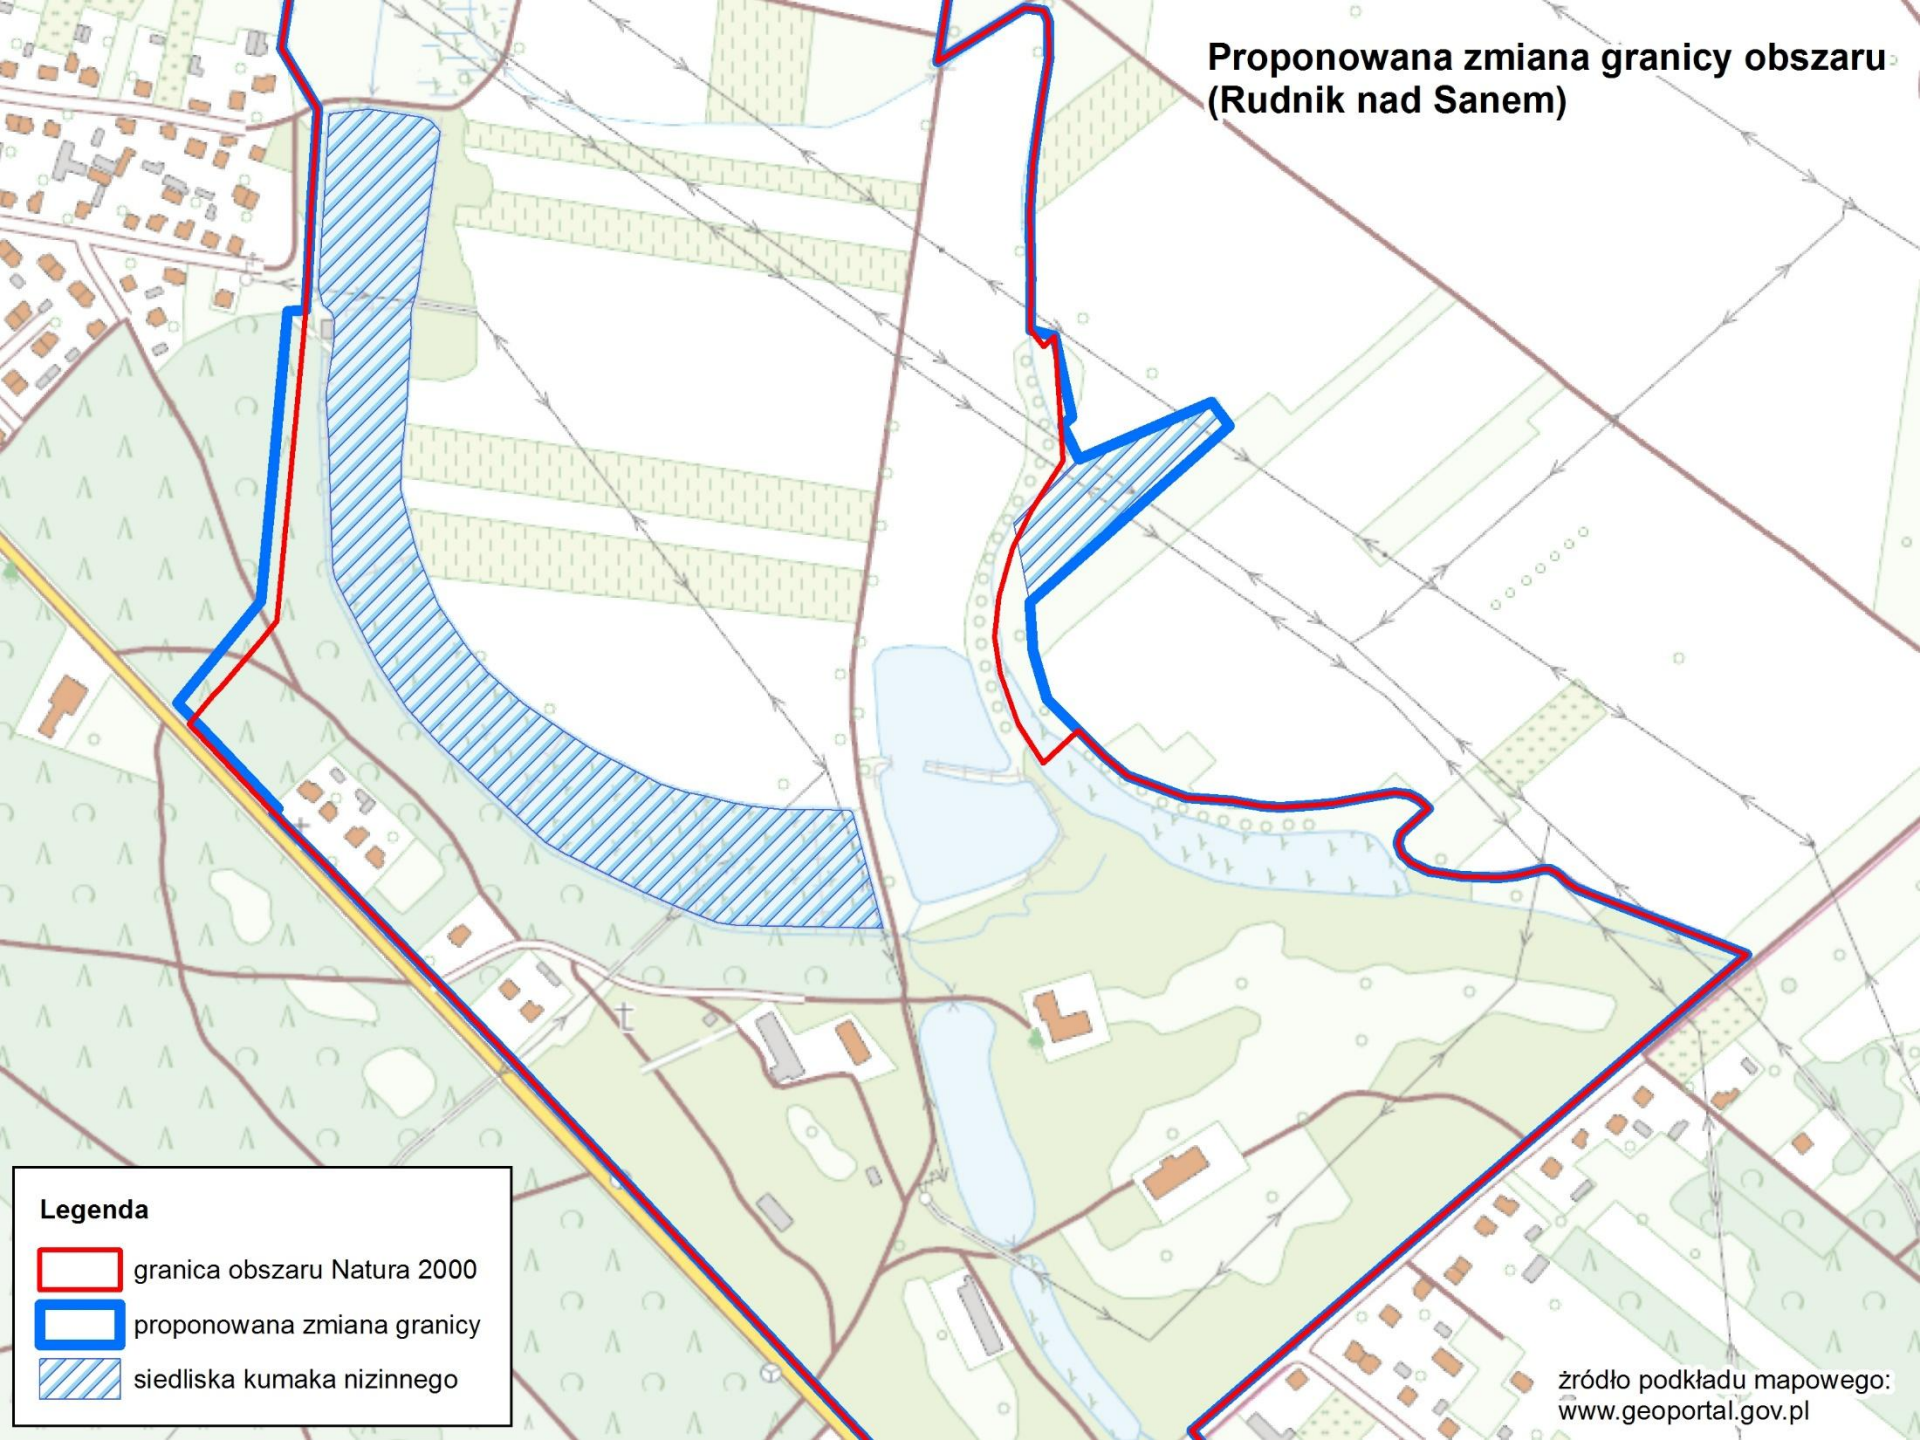 Proponowana zmiana granicy obszaru
(Rudnik nad Sanem)
Legenda
granica obszaru Natura 2000
proponowana zmiana granicy
siedliska kumaka nizinnego
żródło podkładu mapowego:
www.geoportal.gov.pl